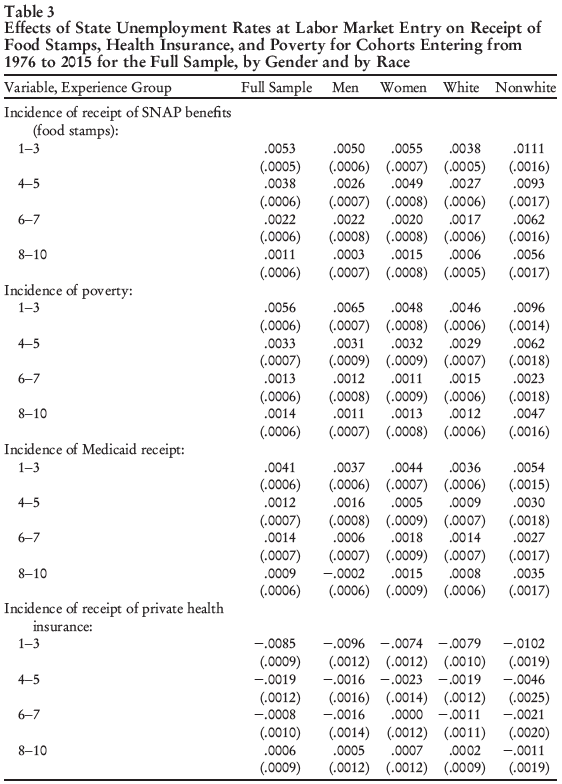 Table 3
Effects of State Unemployment Rates at Labor Market Entry on Receipt of
Food Stamps, Health Insurance, and Poverty for Cohorts Entering from
1976 to 2015 for the Full Sample, by Gender and by Race
Variable, Experience Group Full Sample Men Women White Nonwhite
Incidence of receipt of SNAP benefits
(food stamps):
1–3 .0053 .0050 .0055 .0038 .0111
(.0005) (.0006) (.0007) (.0005) (.0016)
4–5 .0038 .0026 .0049 .0027 .0093
(.0006) (.0007) (.0008) (.0006) (.0017)
6–7 .0022 .0022 .0020 .0017 .0062
(.0006) (.0008) (.0008) (.0006) (.0016)
8–10 .0011 .0003 .0015 .0006 .0056
(.0006) (.0007) (.0008) (.0005) (.0017)
Incidence of poverty:
1–3 .0056 .0065 .0048 .0046 .0096
(.0006) (.0007) (.0008) (.0006) (.0014)
4–5 .0033 .0031 .0032 .0029 .0062
(.0007) (.0009) (.0009) (.0007) (.0018)
6–7 .0013 .0012 .0011 .0015 .0023
(.0006) (.0008) (.0009) (.0006) (.0018)
8–10 .0014 .0011 .0013 .0012 .0047
(.0006) (.0007) (.0008) (.0006) (.0016)
Incidence of Medicaid receipt:
1–3 .0041 .0037 .0044 .0036 .0054
(.0006) (.0006) (.0007) (.0006) (.0015)
4–5 .0012 .0016 .0005 .0009 .0030
(.0007) (.0008) (.0009) (.0007) (.0018)
6–7 .0014 .0006 .0018 .0014 .0027
(.0007) (.0007) (.0009) (.0007) (.0017)
8–10 .0009 −.0002 .0015 .0008 .0035
(.0006) (.0006) (.0009) (.0006) (.0017)
Incidence of receipt of private health
insurance:
1–3 −.0085 −.0096 −.0074 −.0079 −.0102
(.0009) (.0012) (.0012) (.0010) (.0019)
4–5 −.0019 −.0016 −.0023 −.0019 −.0046
(.0012) (.0016) (.0014) (.0012) (.0025)
6–7 −.0008 −.0016 .0000 −.0011 −.0021
(.0010) (.0014) (.0012) (.0011) (.0020)
8–10 .0006 .0005 .0007 .0002 −.0011
(.0009) (.0012) (.0012) (.0009) (.0019)